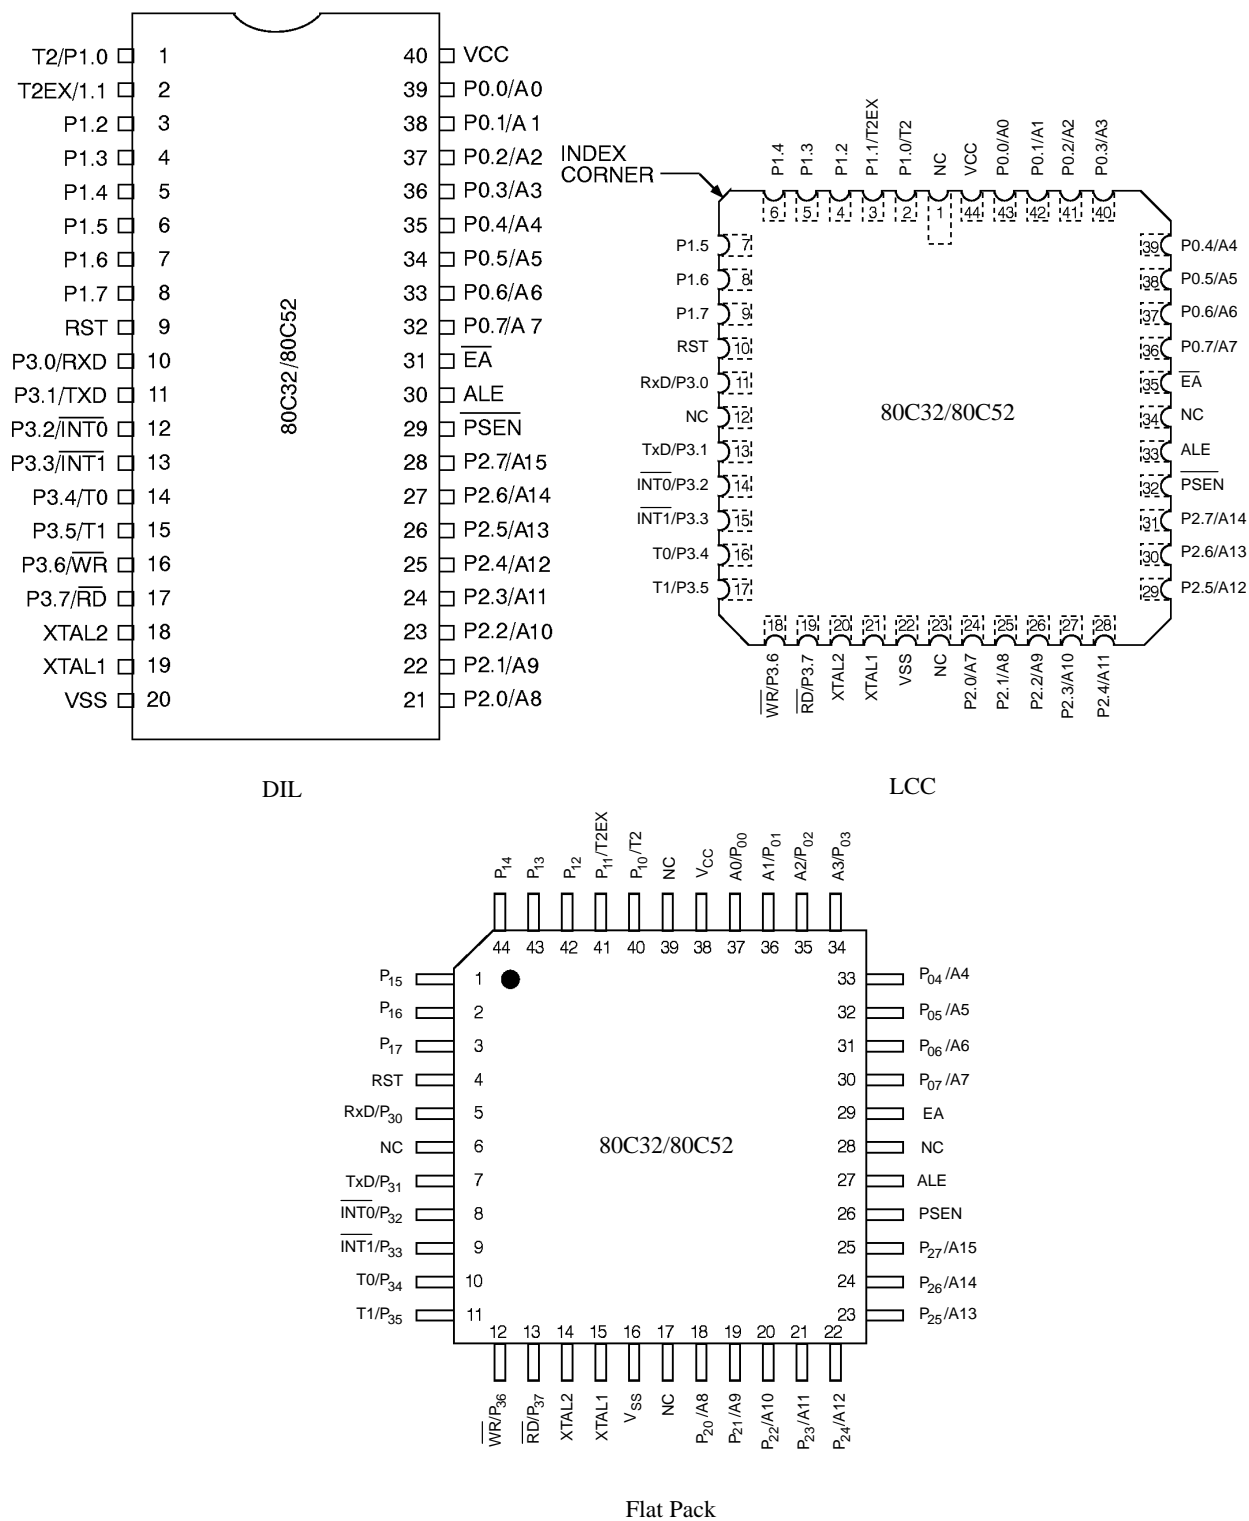 T2/P1.0 1 40 VCC
T2EX/1.1 2 39 P0.0/A0
P1.2 3 38 P0.1/A 1
P1.3 4 37 P0.2/A2
P1.4 5 36 P0.3/A3
P1.5 6 35 P0.4/A4
P1.6 7 34 P0.5/A5
P1.7 8 33 P0.6/A6
RST 9 32 P0.7/A 7
P3.0/RXD 10 31 EA
P3.1/TXD 11 30 ALE
P3.2/INT0 12 29 PSEN
P3.3/INT1 13 28 P2.7/A15
P3.4/T0 14 27 P2.6/A14
P3.5/T1 15 26 P2.5/A13
P3.6/WR 16 25 P2.4/A12
P3.7/RD 17 24 P2.3/A11
XTAL2 18 23 P2.2/A10
XTAL1 19 22 P2.1/A9
VSS 20 21 P2.0/A8
80C32/80C52
DIL
INDEX
CORNER
P1.4 P1.3 P1.2 P1.1/T2EX P1.0/T2 NC VCC P0.0/A0 P0.1/A1 P0.2/A2 P0.3/A3
6 5 4 3 2 1 44 43 42 41 40
P1.5 7 39 P0.4/A4
P1.6 8 38 P0.5/A5
P1.7 9 37 P0.6/A6
RST 10 36 P0.7/A7
RxD/P3.0 11 35 EA
NC 12 34 NC
TxD/P3.1 13 33 ALE
INT0/P3.2 14 32 PSEN
INT1/P3.3 15 31 P2.7/A14
T0/P3.4 16 30 P2.6/A13
T1/P3.5 17 29 P2.5/A12
80C32/80C52
18 19 20 21 22 23 24 25 26 27 28
WR/P3.6 RD/P3.7 XTAL2 XTAL1 VSS NC P2.0/A7 P2.1/A8 P2.2/A9 P2.3/A10 P2.4/A11
LCC
P14 P13 P12 P11/T2EX P10/T2 NC VCC A0/P00 A1/P01 A2/P02 A3/P03
44 43 42 41 40 39 38 37 36 35 34
P15 1 33 P04/A4
P16 2 32 P05/A5
P17 3 31 P06/A6
RST 4 30 P07/A7
RxD/P30 5 29 EA
NC 6 28 NC
TxD/P31 7 27 ALE
INT0/P32 8 26 PSEN
INT1/P33 9 25 P27/A15
T0/P34 10 24 P26/A14
T1/P35 11 23 P25/A13
80C32/80C52
12 13 14 15 16 17 18 19 20 21 22
WR/P36 RD/P37 XTAL2 XTAL1 VSS NC P20/A8 P21/A9 P22/A10 P23/A11 P24/A12
Flat Pack